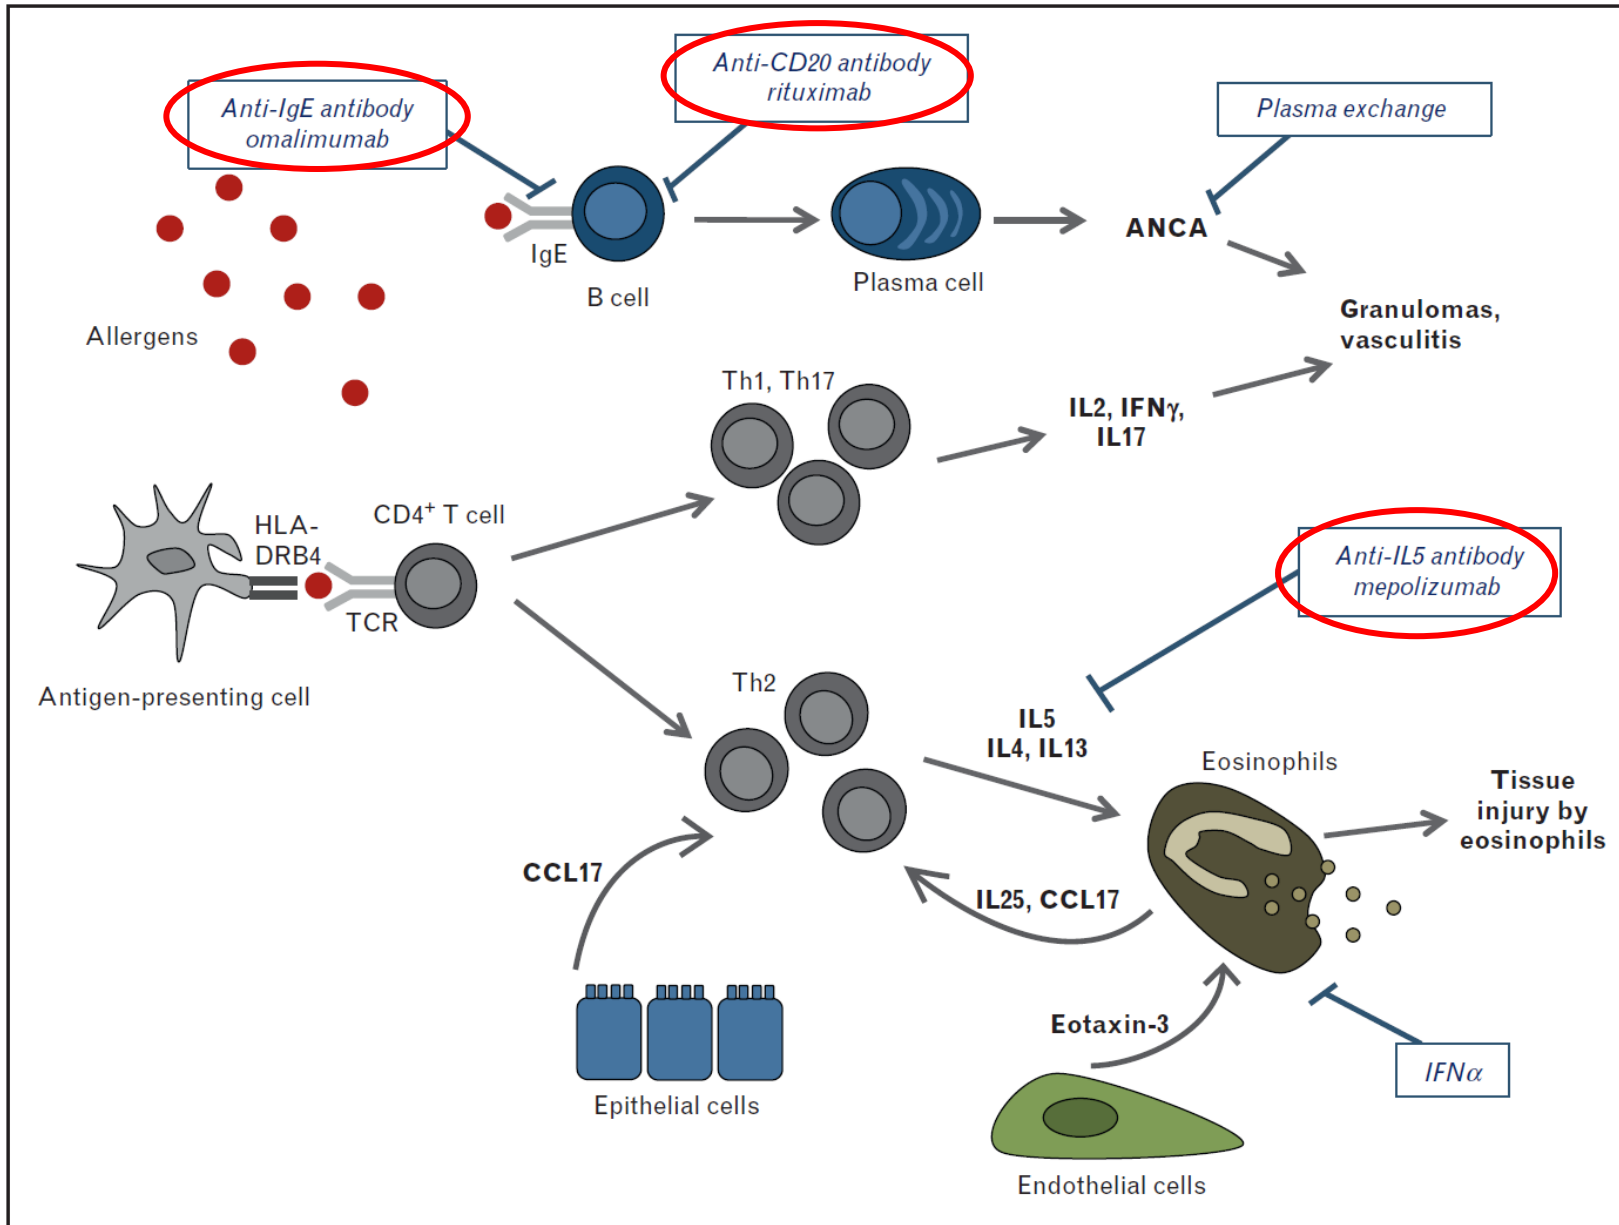 Anti-CD20 antibody
rituximab
Anti-IgE antibody
omalimumab
Plasma exchange
IgE
B cell
Plasma cell
ANCA
Allergens
Granulomas,
vasculitis
Th1, Th17
IL2, IFNγ,
IL17
HLA-
DRB4
CD4⁺ T cell
TCR
Antigen-presenting cell
Anti-IL5 antibody
mepolizumab
Th2
IL5
IL4, IL13
Eosinophils
Tissue
injury by
eosinophils
CCL17
IL25, CCL17
Eotaxin-3
IFNα
Epithelial cells
Endothelial cells